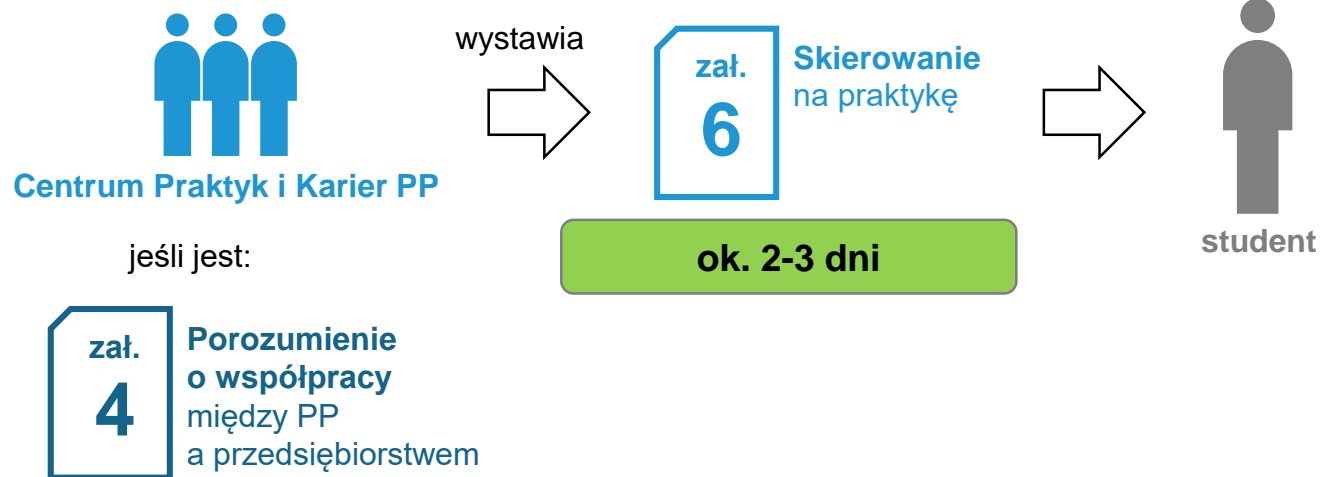 wystawia
zał.
6
Skierowanie
na praktykę
Centrum Praktyk i Karier PP
student
jeśli jest:
ok. 2-3 dni
zał.
4
Porozumienie
o współpracy
między PP
a przedsiębiorstwem